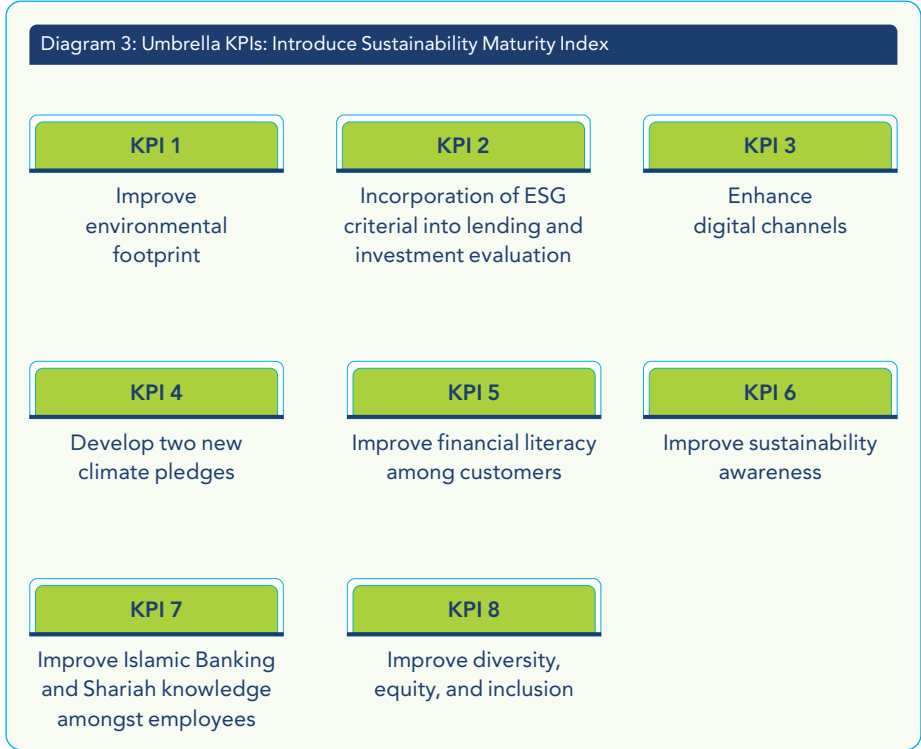 Diagram 3: Umbrella KPIs: Introduce Sustainability Maturity Index
KPI 1
Improve
environmental
footprint
KPI 2
Incorporation of ESG
criterial into lending and
investment evaluation
KPI 3
Enhance
digital channels
KPI 4
Develop two new
climate pledges
KPI 5
Improve financial literacy
among customers
KPI 6
Improve sustainability
awareness
KPI 7
Improve Islamic Banking
and Shariah knowledge
amongst employees
KPI 8
Improve diversity,
equity, and inclusion